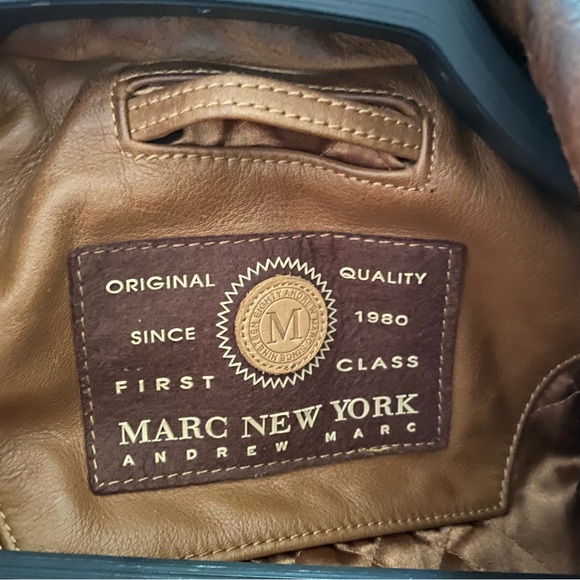 ORIGINAL QUALITY
SINCE 1980
FIRST CLASS
M
MARC NEW YORK
ANDREW MARC